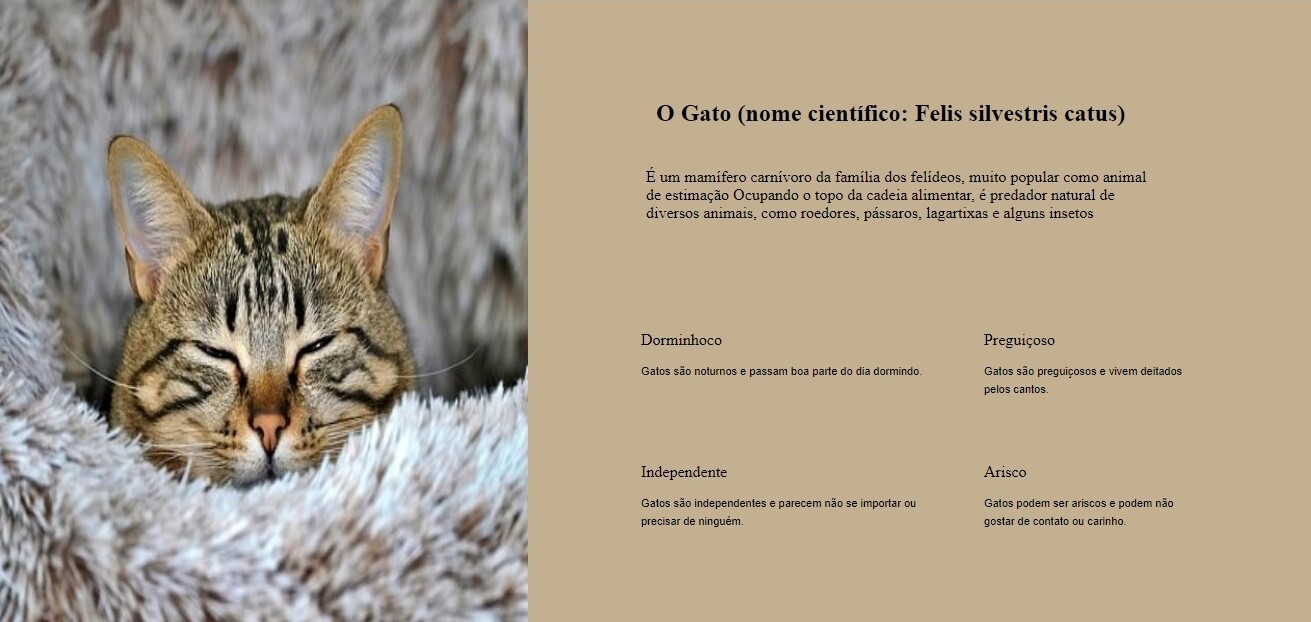 O Gato (nome científico: Felis silvestris catus)
É um mamífero carnívoro da família dos felídeos, muito popular como animal
de estimação Ocupando o topo da cadeia alimentar, é predador natural de
diversos animais, como roedores, pássaros, lagartixas e alguns insetos
Dorminhoco
Gatos são noturnos e passam boa parte do dia dormindo.
Preguiçoso
Gatos são preguiçosos e vivem deitados
pelos cantos.
Independente
Gatos são independentes e parecem não se importar ou
precisar de ninguém.
Arisco
Gatos podem ser ariscos e podem não
gostar de contato ou carinho.